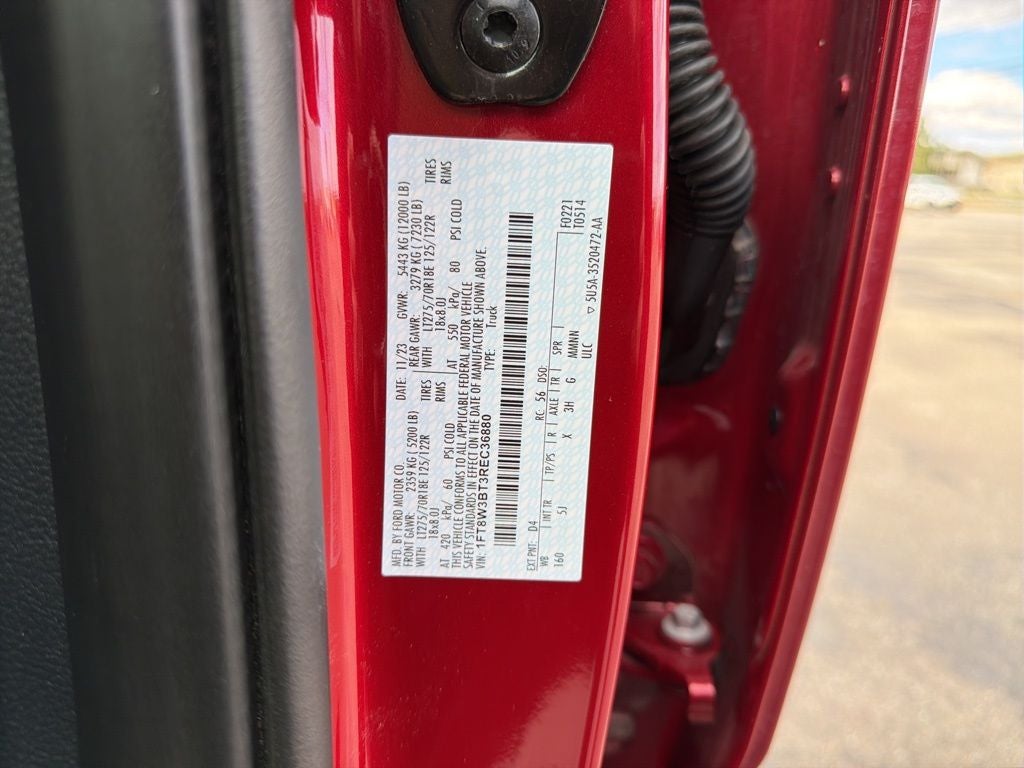 MFD. BY FORD MOTOR CO.
DATE: 11/23
GWR: 5443 KG (12000 LB)
FRONT GAWR: 2359 KG ( 5200 LB)
REAR GAWR: 3279 KG ( 7230 LB)
WITH LT275/70R18E 125/122R TIRES
WITH LT275/70R18E 125/122R TIRES
18x8.0J RIMS
18x8.0J RIMS
AT 420 kPa/ 60 PSI COLD
AT 550 kPa/ 80 PSI COLD
THIS VEHICLE CONFORMS TO ALL APPLICABLE FEDERAL MOTOR VEHICLE
SAFETY STANDARDS IN EFFECT ON THE DATE OF MANUFACTURE SHOWN ABOVE.
VIN: 1FT8W3BT3REC36880
TYPE: Truck
F0221
T0514
EXT PNT: D4 RC: 56 DSO:
WB INT TR TP/PS R AXLE TR SPR
160 5J X 3H G MANNN
ULC
▽ 5U5A-3520472-AA